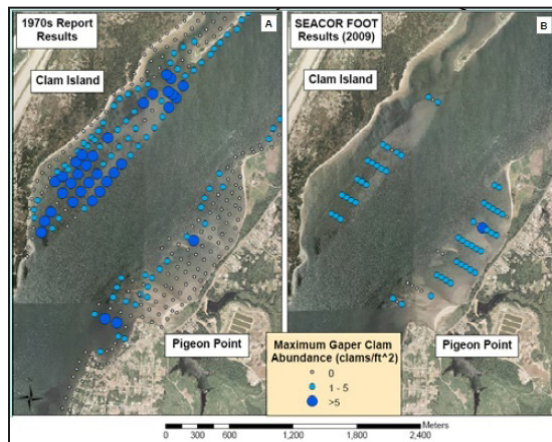 1970s Report
Results
A
SEACOR FOOT
Results (2009)
B
Clam Island
Clam Island
Pigeon Point
Pigeon Point
Maximum Gaper Clam
Abundance (clams/ft^2)
0
1 - 5
>5
Meters
0 300 600 1,200 1,800 2,400